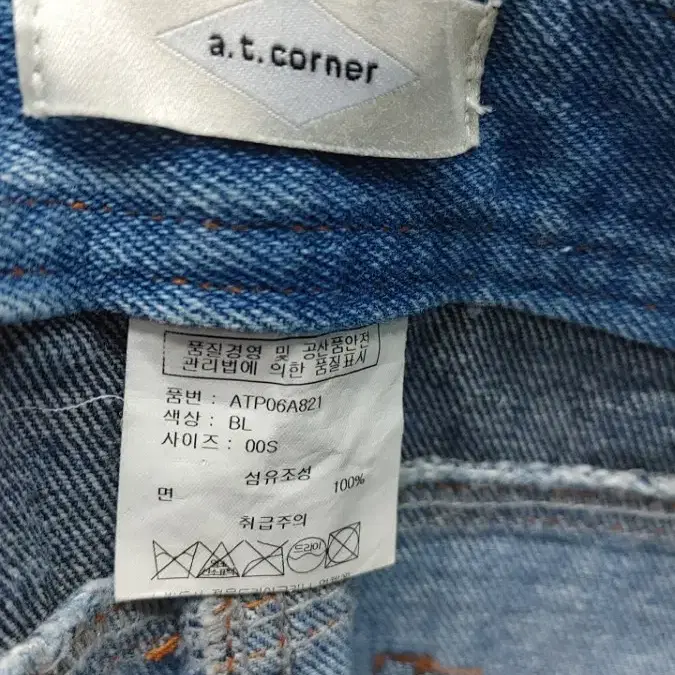 a.t.corner
품질경영 및 공산품안전
관리법에 의한 품질표시
품번 : ATP06A821
색상 : BL
사이즈 : 00S
섬유조성
면 100%
취급주의
드라이